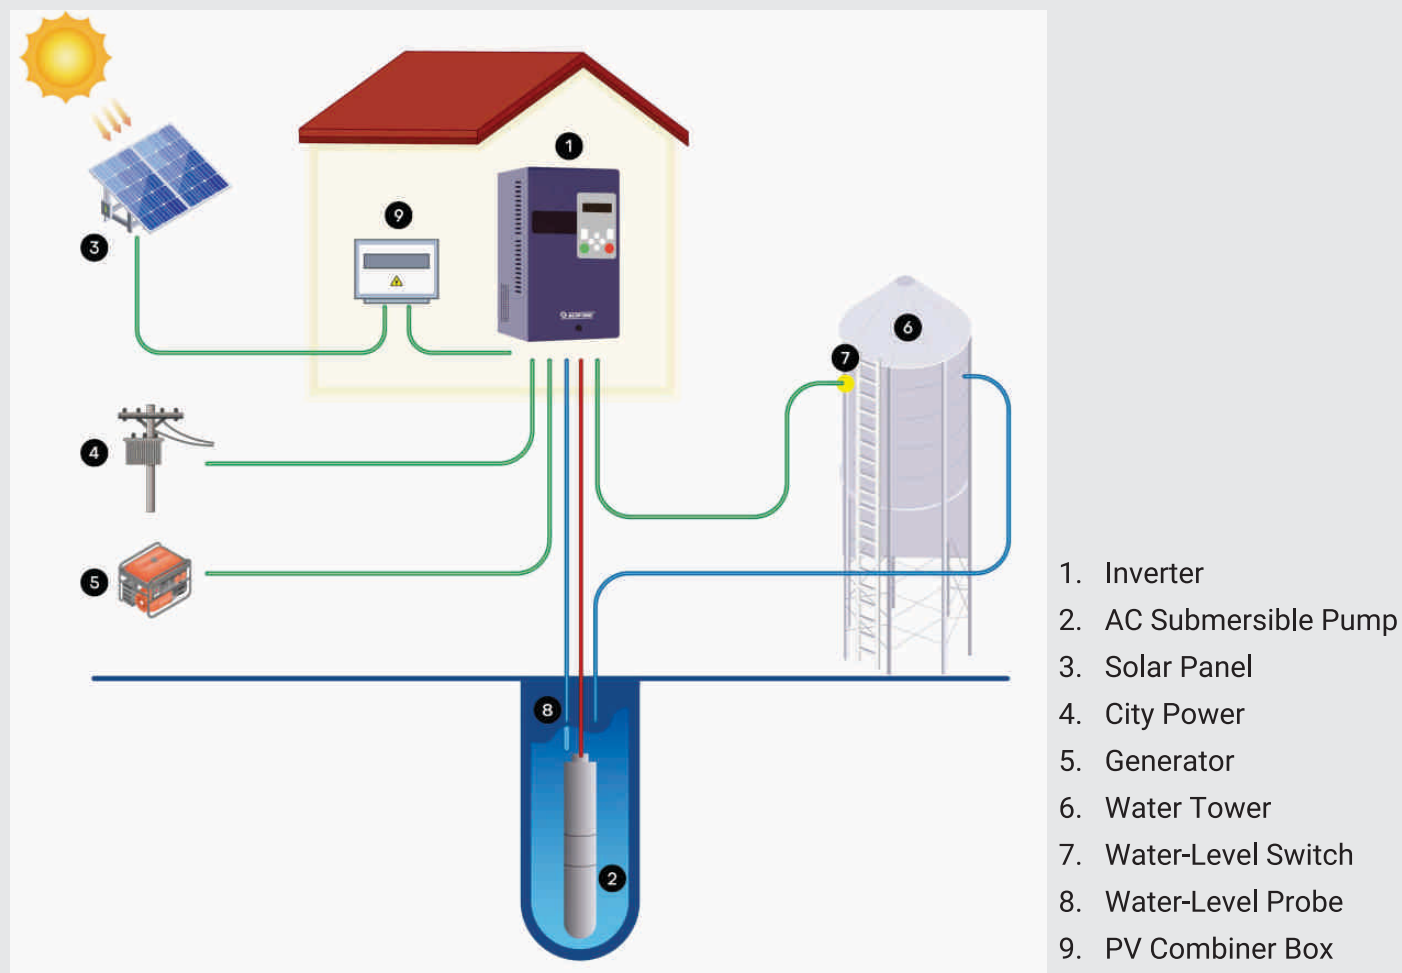 1
9
3
6
7
4
5
8
2
1. Inverter
2. AC Submersible Pump
3. Solar Panel
4. City Power
5. Generator
6. Water Tower
7. Water-Level Switch
8. Water-Level Probe
9. PV Combiner Box